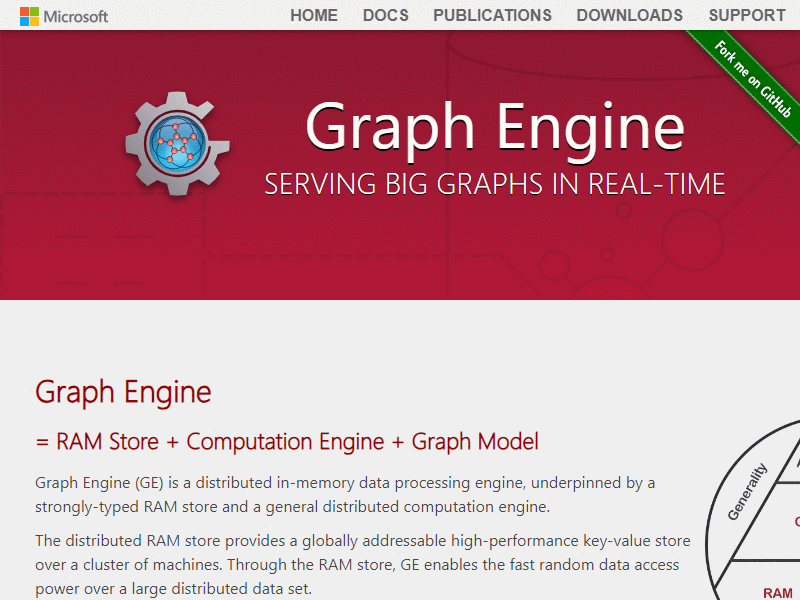 Microsoft
HOME DOCS PUBLICATIONS DOWNLOADS SUPPORT
Fork me on GitHub
Graph Engine
SERVING BIG GRAPHS IN REAL-TIME
Graph Engine
= RAM Store + Computation Engine + Graph Model
Graph Engine (GE) is a distributed in-memory data processing engine, underpinned by a
strongly-typed RAM store and a general distributed computation engine.
The distributed RAM store provides a globally addressable high-performance key-value store
over a cluster of machines. Through the RAM store, GE enables the fast random data access
power over a large distributed data set.
Generality
RAM